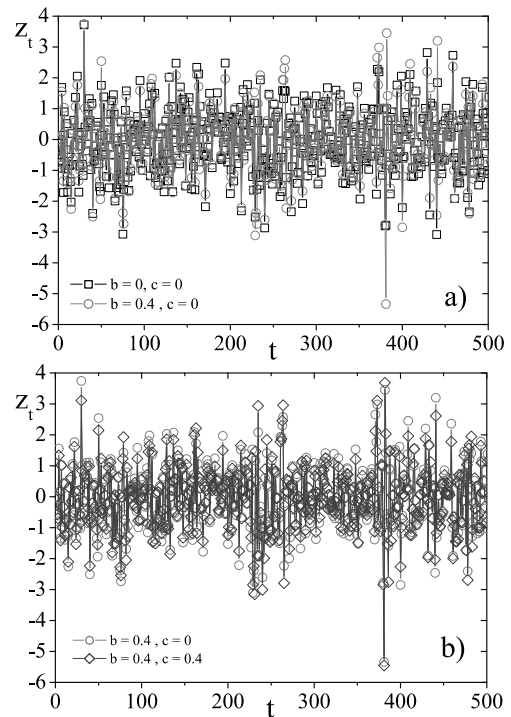 z_t
4
3
2
1
0
-1
-2
-3
-4
-5
-6
b = 0, c = 0
b = 0.4 , c = 0
a)
0 100 200 300 400 500
t
z_t
4
3
2
1
0
-1
-2
-3
-4
-5
-6
b = 0.4 , c = 0
b = 0.4 , c = 0.4
b)
0 100 200 300 400 500
t